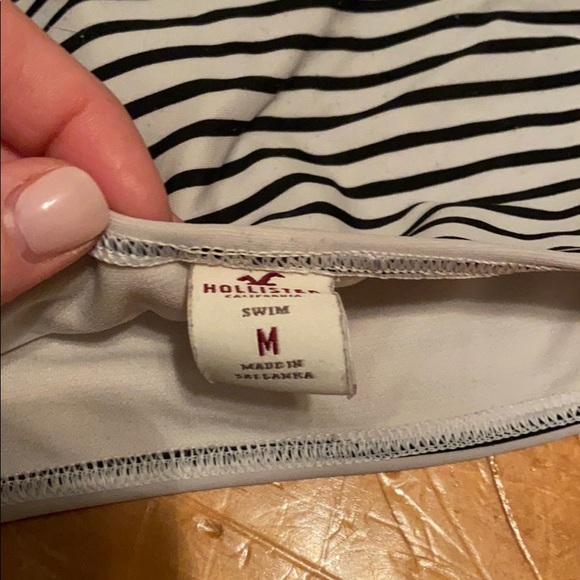 HOLLISTER
CALIFORNIA
SWIM
M
MADE IN
SRI LANKA